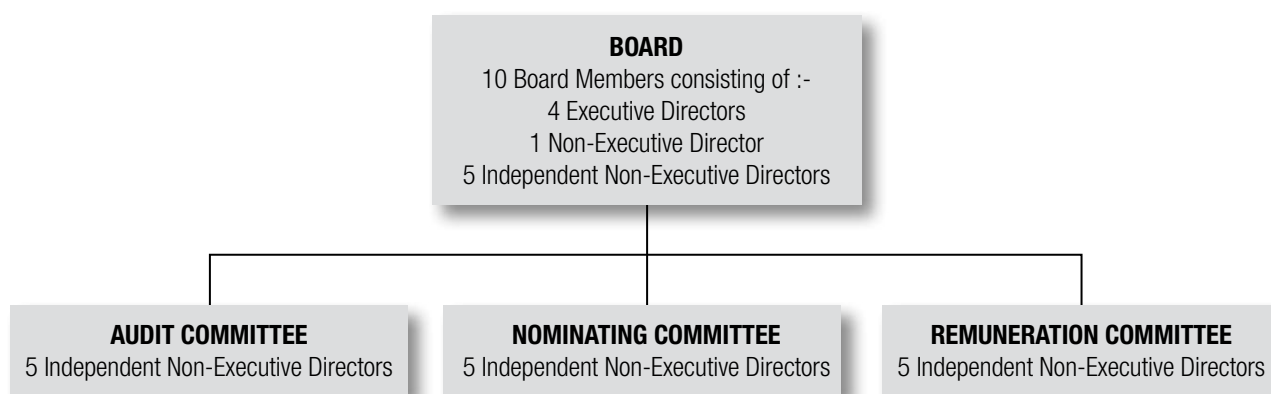 BOARD
10 Board Members consisting of :-
4 Executive Directors
1 Non-Executive Director
5 Independent Non-Executive Directors
AUDIT COMMITTEE
5 Independent Non-Executive Directors
NOMINATING COMMITTEE
5 Independent Non-Executive Directors
REMUNERATION COMMITTEE
5 Independent Non-Executive Directors